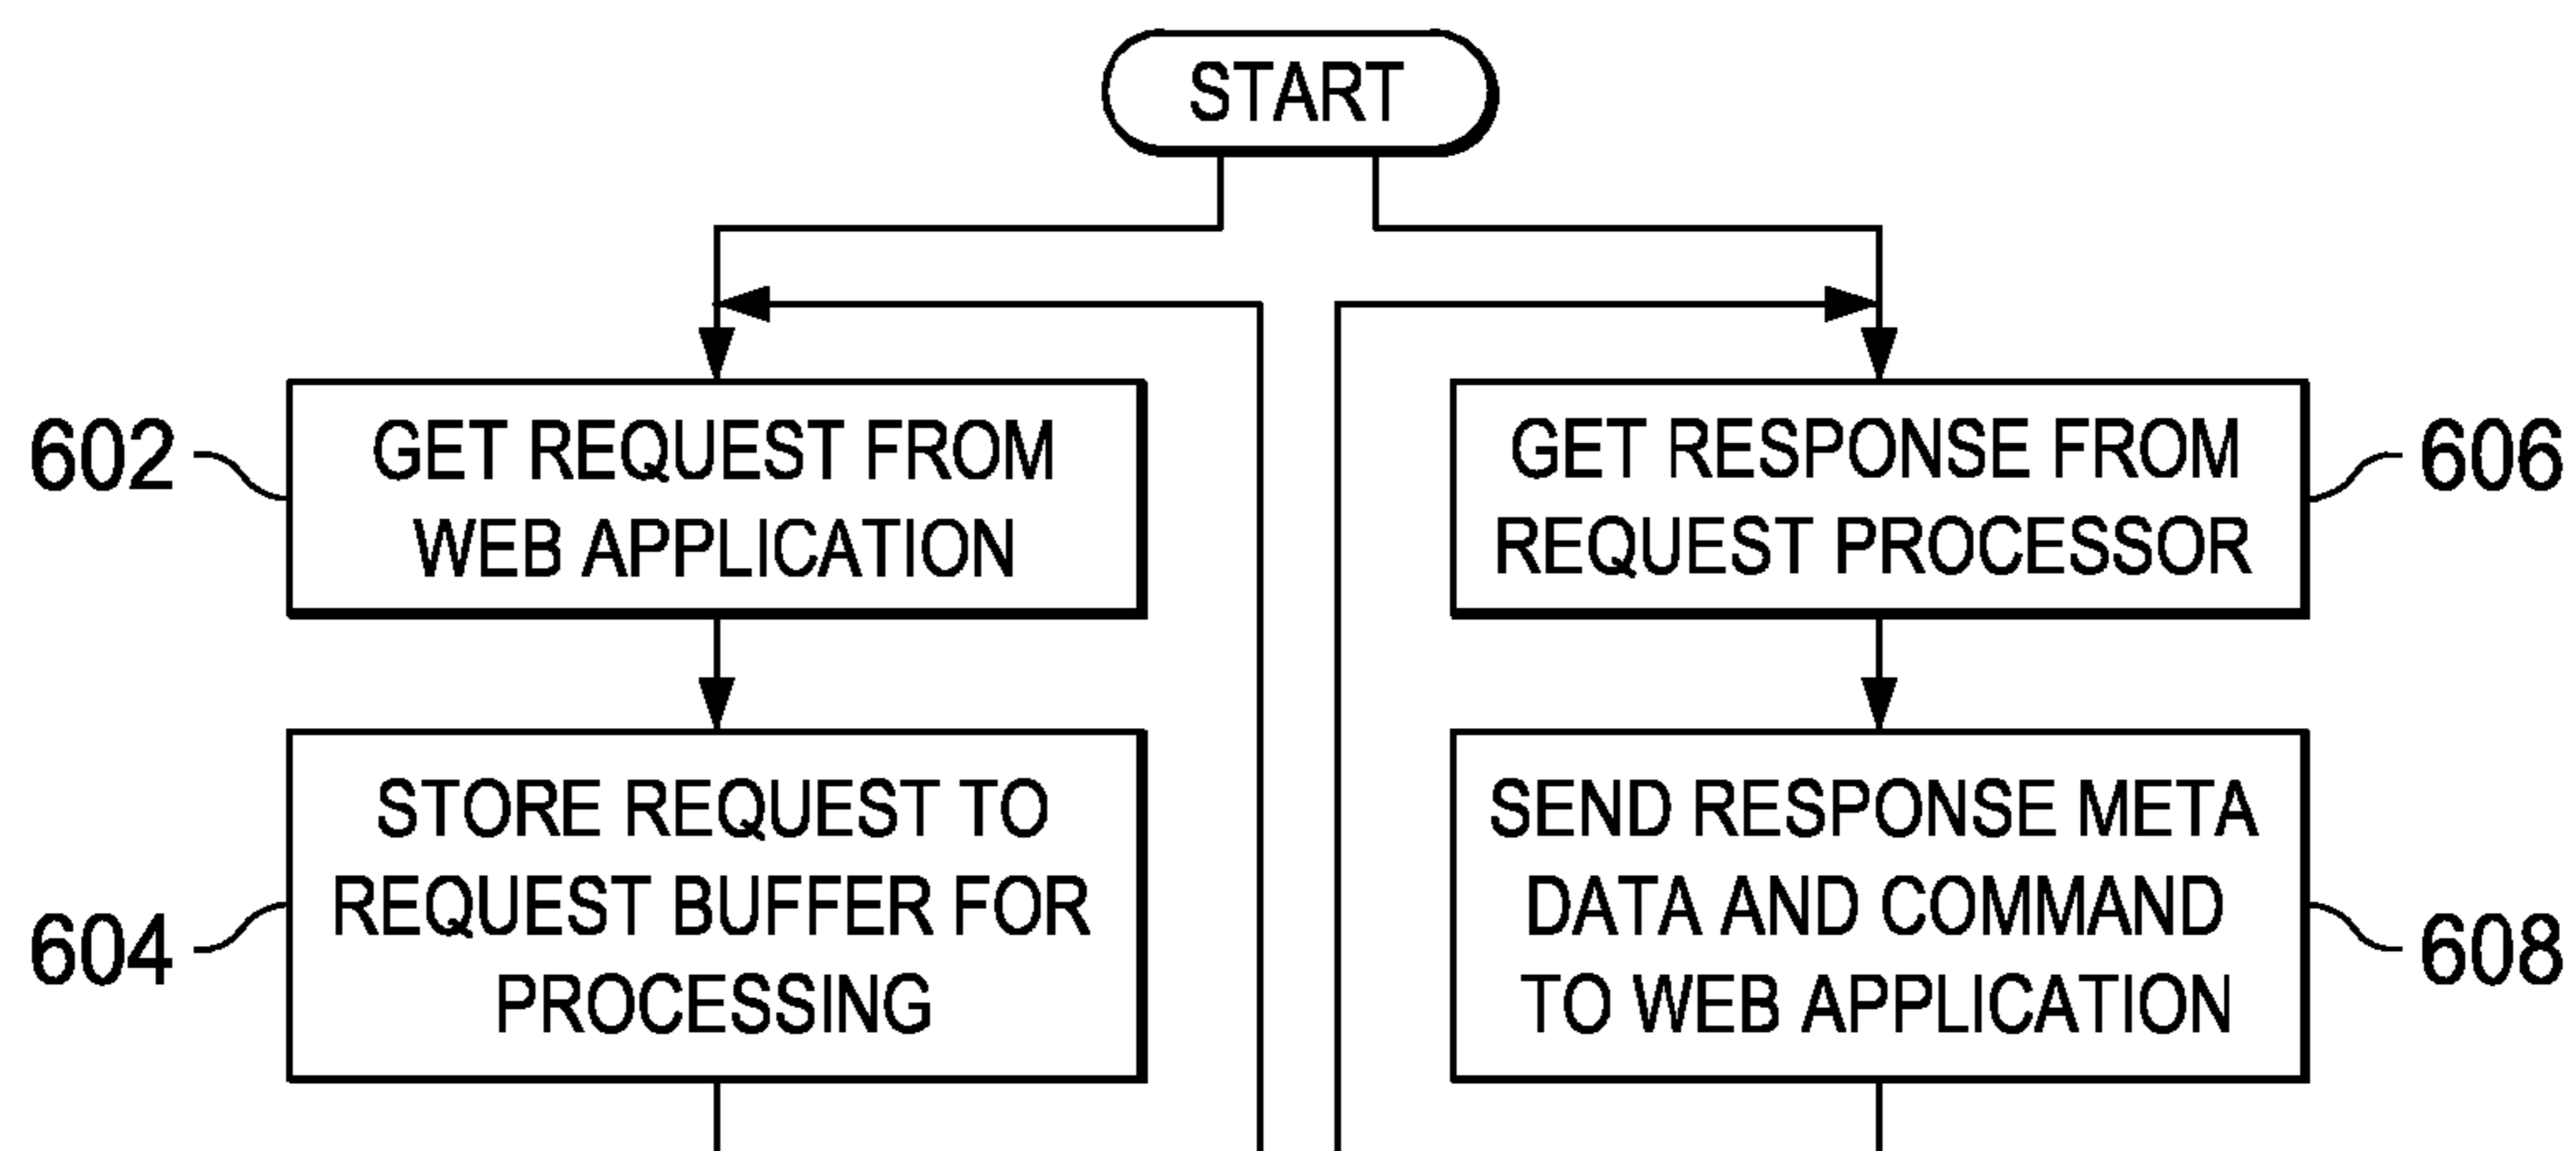 START
602
GET REQUEST FROM
WEB APPLICATION
604
STORE REQUEST TO
REQUEST BUFFER FOR
PROCESSING
GET RESPONSE FROM
REQUEST PROCESSOR
606
SEND RESPONSE META
DATA AND COMMAND
TO WEB APPLICATION
608